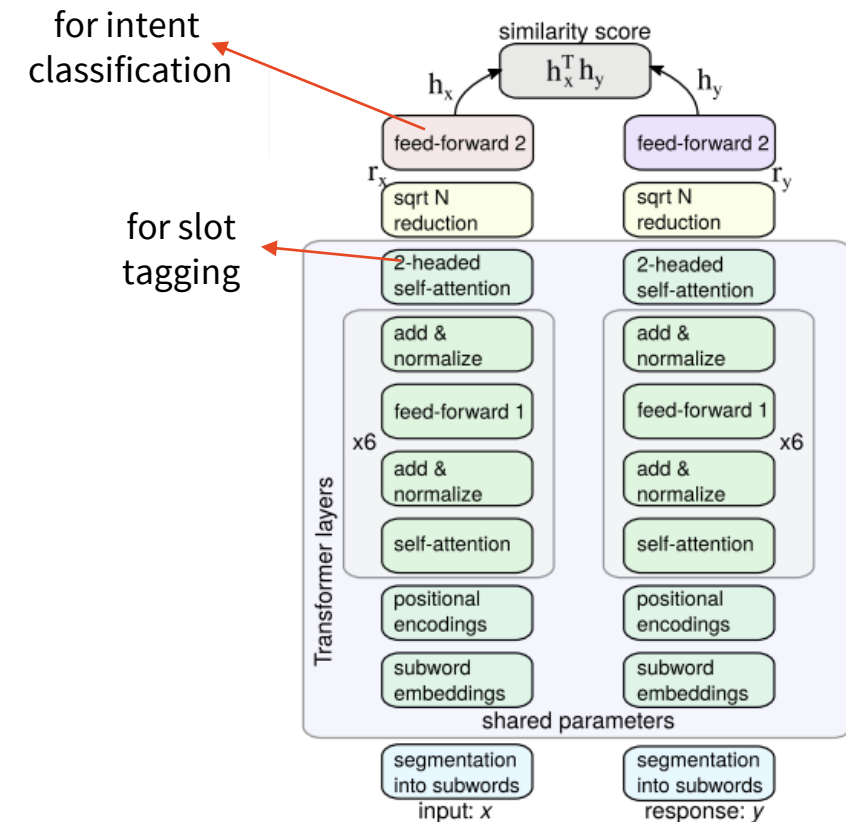 for intent
classification
similarity score
h_x^T h_y
h_x
h_y
feed-forward 2
feed-forward 2
r_x
r_y
sqrt N
reduction
sqrt N
reduction
for slot
tagging
2-headed
self-attention
2-headed
self-attention
add &
normalize
add &
normalize
feed-forward 1
feed-forward 1
x6
x6
add &
normalize
add &
normalize
self-attention
self-attention
Transformer layers
positional
encodings
positional
encodings
subword
embeddings
subword
embeddings
shared parameters
segmentation
into subwords
segmentation
into subwords
input: x
response: y